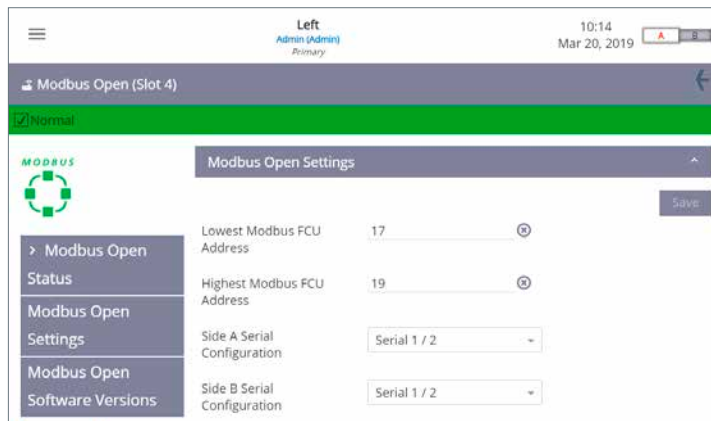 Left
Admin (Admin)
Primary
10:14
Mar 20, 2019
A B
Modbus Open (Slot 4)
Normal
MODBUS
Modbus Open Settings
Save
> Modbus Open
Status
Modbus Open
Settings
Modbus Open
Software Versions
Lowest Modbus FCU
Address
17
Highest Modbus FCU
Address
19
Side A Serial
Configuration
Serial 1 / 2
Side B Serial
Configuration
Serial 1 / 2